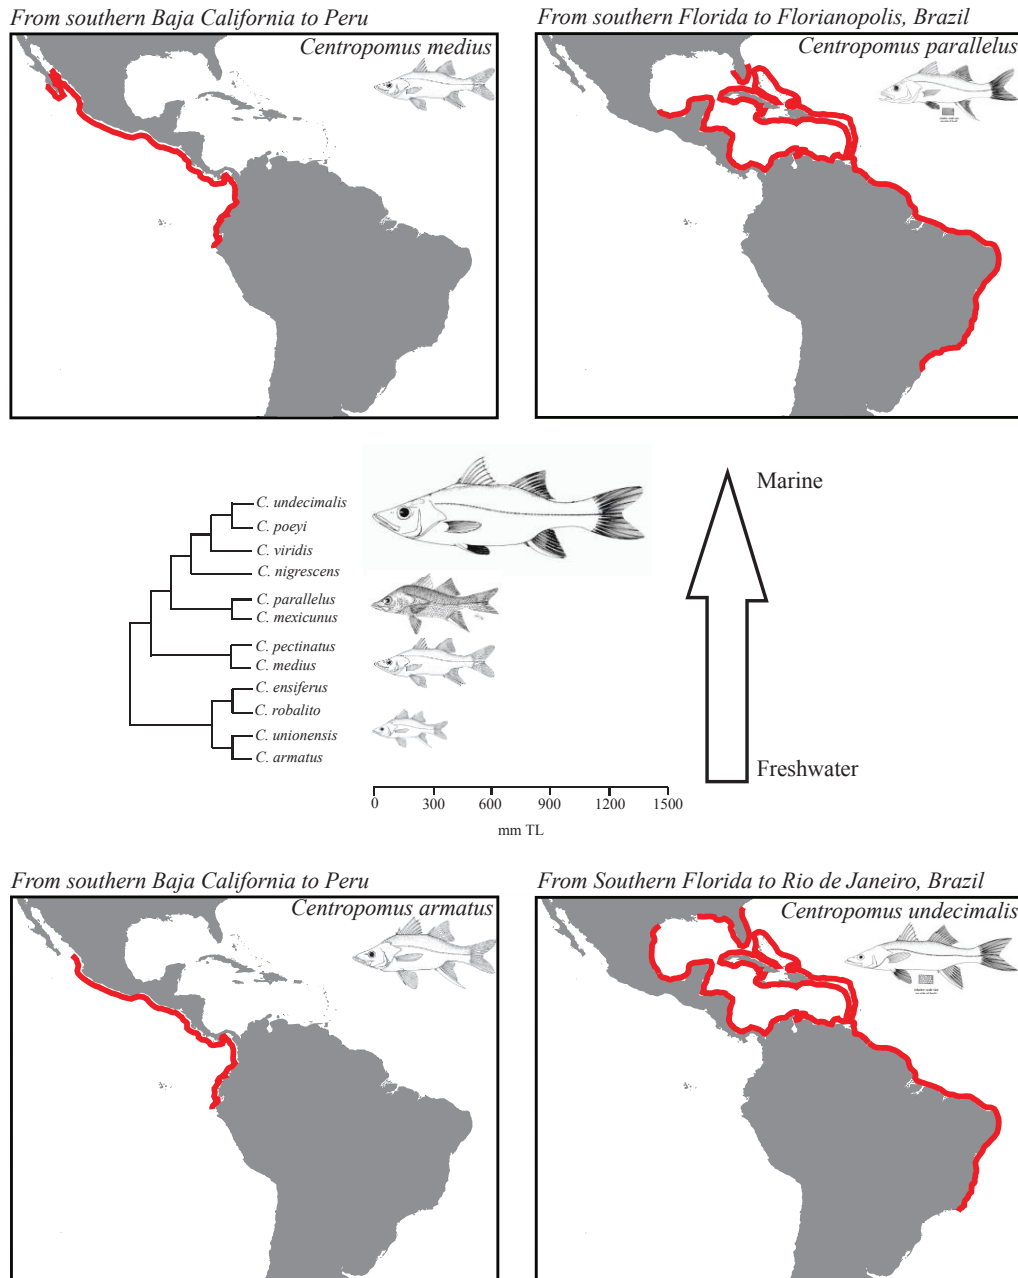 From southern Baja California to Peru
Centropomus medius
From southern Florida to Florianopolis, Brazil
Centropomus parallelus
C. undecimalis
C. poeyi
C. viridis
C. nigrescens
C. parallelus
C. mexicunus
C. pectinatus
C. medius
C. ensiferus
C. robalito
C. unionensis
C. armatus
0 300 600 900 1200 1500
mm TL
Marine
Freshwater
From southern Baja California to Peru
Centropomus armatus
From Southern Florida to Rio de Janeiro, Brazil
Centropomus undecimalis